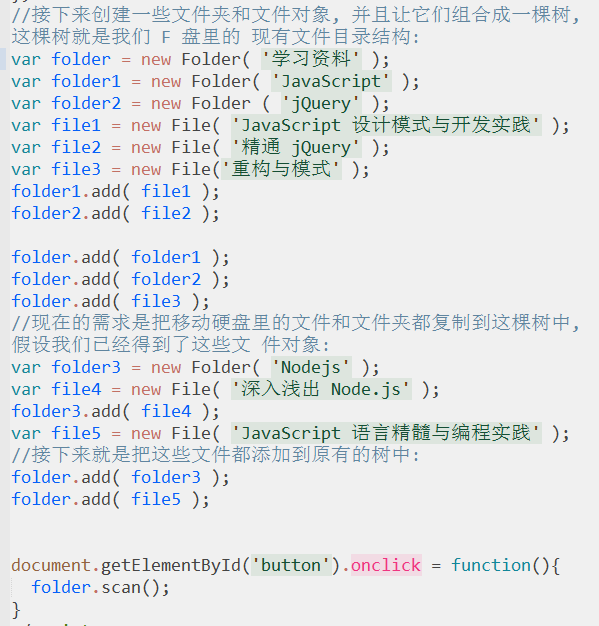 //接下来创建一些文件夹和文件对象, 并且让它们组合成一棵树,
这棵树就是我们 F 盘里的 现有文件目录结构:
var folder = new Folder( '学习资料' );
var folder1 = new Folder( 'JavaScript' );
var folder2 = new Folder ( 'jQuery' );
var file1 = new File( 'JavaScript 设计模式与开发实践' );
var file2 = new File( '精通 jQuery' );
var file3 = new File('重构与模式' );
folder1.add( file1 );
folder2.add( file2 );
folder.add( folder1 );
folder.add( folder2 );
folder.add( file3 );
//现在的需求是把移动硬盘里的文件和文件夹都复制到这棵树中,
假设我们已经得到了这些文 件对象:
var folder3 = new Folder( 'Nodejs' );
var file4 = new File( '深入浅出 Node.js' );
folder3.add( file4 );
var file5 = new File( 'JavaScript 语言精髓与编程实践' );
//接下来就是把这些文件都添加到原有的树中:
folder.add( folder3 );
folder.add( file5 );
document.getElementById('button').onclick = function(){
folder.scan();
}